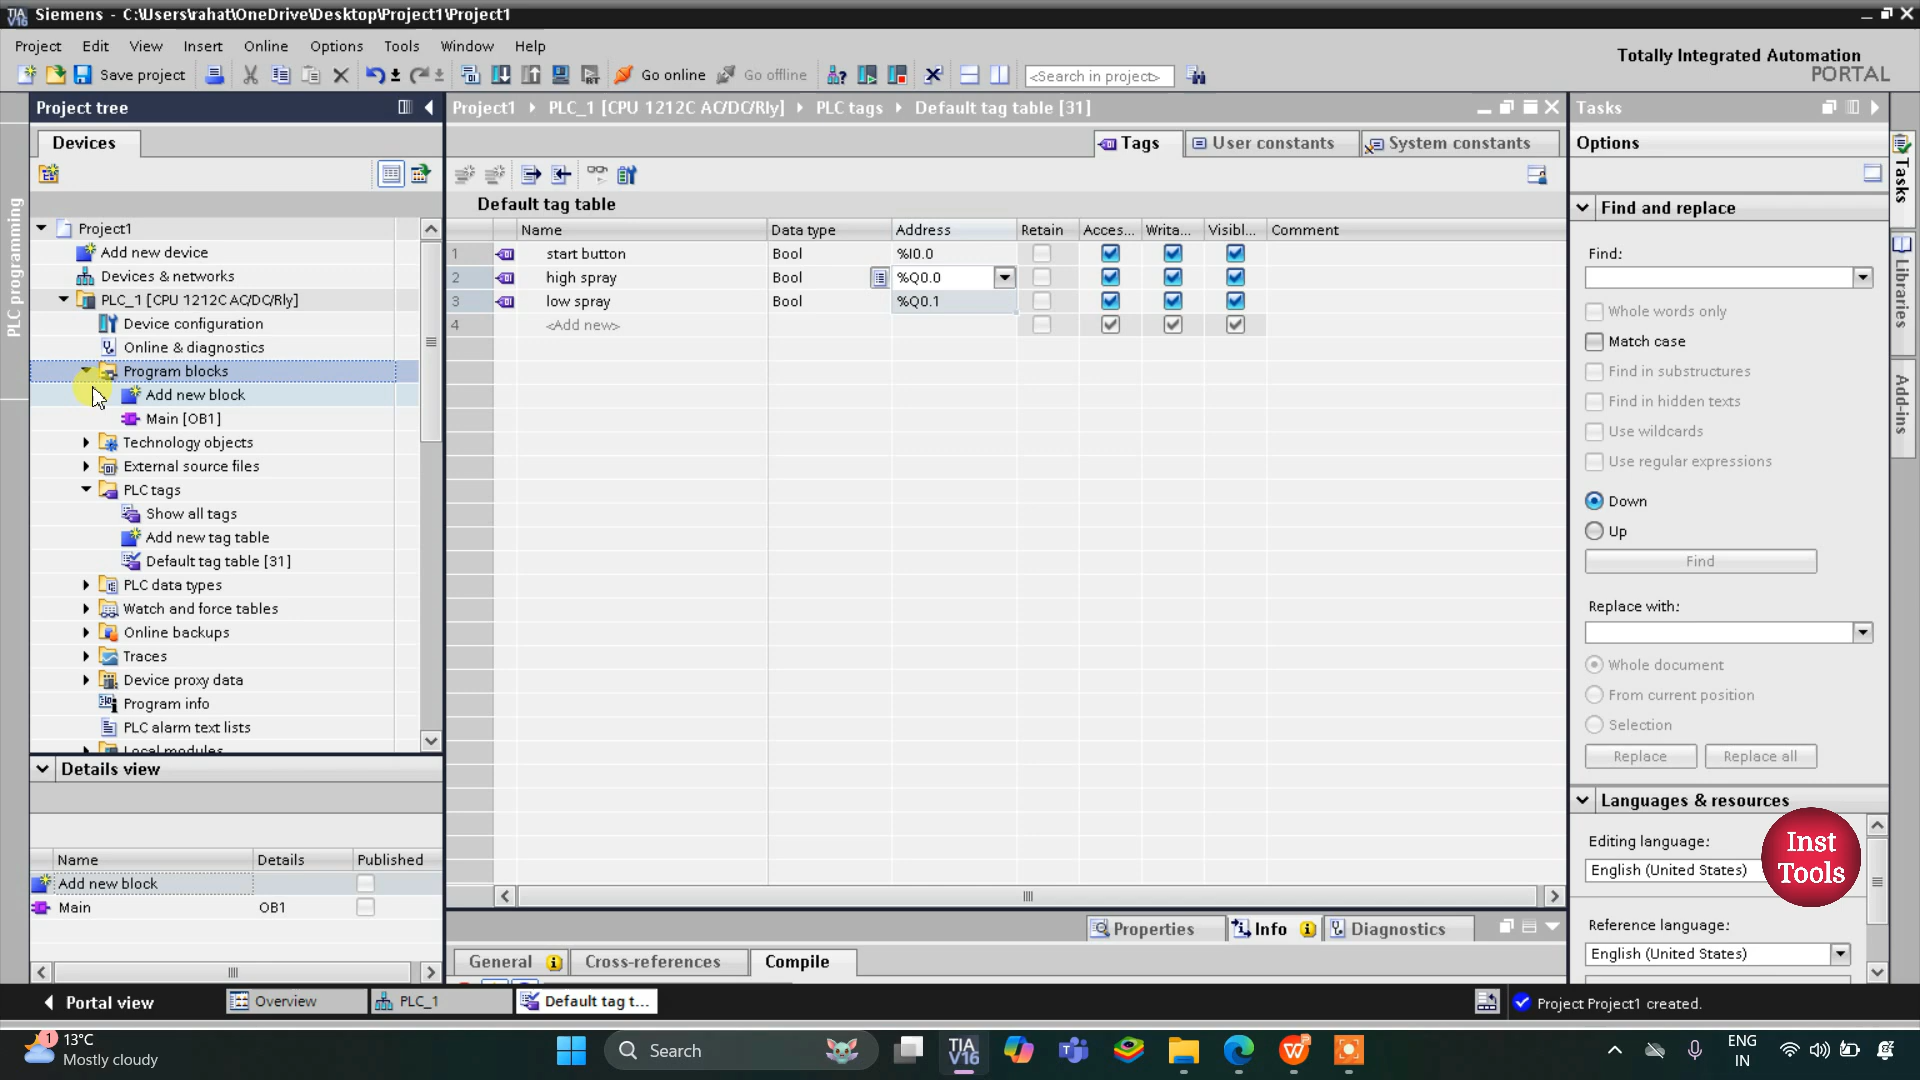 Siemens - C:\Users\rahat\OneDrive\Desktop\Project1\Project1
Project Edit View Insert Online Options Tools Window Help
Totally Integrated Automation
PORTAL
Save project
Go online
Go offline
<Search in project>
Project tree
Project1 PLC_1 [CPU 1212C AC/DC/Rly] PLC tags Default tag table [31]
Tasks
Devices
Tags
User constants
System constants
Options
PLC programming
Default tag table
Project1
Add new device
Devices & networks
PLC_1 [CPU 1212C AC/DC/Rly]
Device configuration
Online & diagnostics
Program blocks
Add new block
Main [OB1]
Technology objects
External source files
PLC tags
Show all tags
Add new tag table
Default tag table [31]
PLC data types
Watch and force tables
Online backups
Traces
Device proxy data
Program info
PLC alarm text lists
Local modules
Name Data type Address Retain Acces... Writa... Visibl... Comment
1 start button Bool %I0.0
2 high spray Bool %Q0.0
3 low spray Bool %Q0.1
4 <Add new>
Find and replace
Find:
Whole words only
Match case
Find in substructures
Find in hidden texts
Use wildcards
Use regular expressions
Down
Up
Find
Replace with:
Whole document
From current position
Selection
Replace Replace all
Languages & resources
Editing language:
English (United States)
Reference language:
English (United States)
Inst
Tools
Tasks
Libraries
Add-ins
Details view
Name Details Published
Add new block
Main OB1
Properties Info Diagnostics
General Cross-references Compile
Portal view Overview PLC_1 Default tag t... Project Project1 created.
1
13°C
Mostly cloudy
Search
TIA
V16
ENG
IN